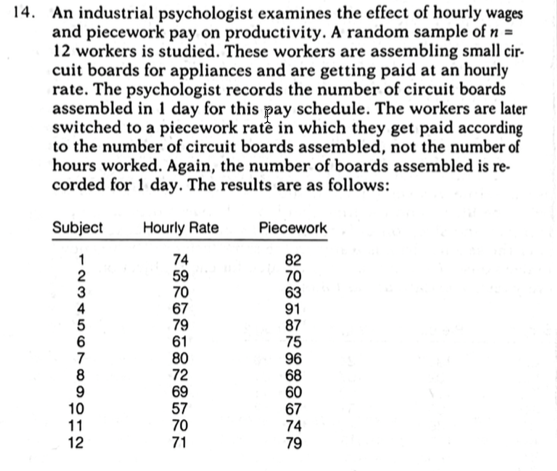 14. An industrial psychologist examines the effect of hourly wages
and piecework pay on productivity. A random sample of n =
12 workers is studied. These workers are assembling small cir-
cuit boards for appliances and are getting paid at an hourly
rate. The psychologist records the number of circuit boards
assembled in 1 day for this pay schedule. The workers are later
switched to a piecework rate in which they get paid according
to the number of circuit boards assembled, not the number of
hours worked. Again, the number of boards assembled is re-
corded for 1 day. The results are as follows:
Subject Hourly Rate Piecework
1 74 82
2 59 70
3 70 63
4 67 91
5 79 87
6 61 75
7 80 96
8 72 68
9 69 60
10 57 67
11 70 74
12 71 79